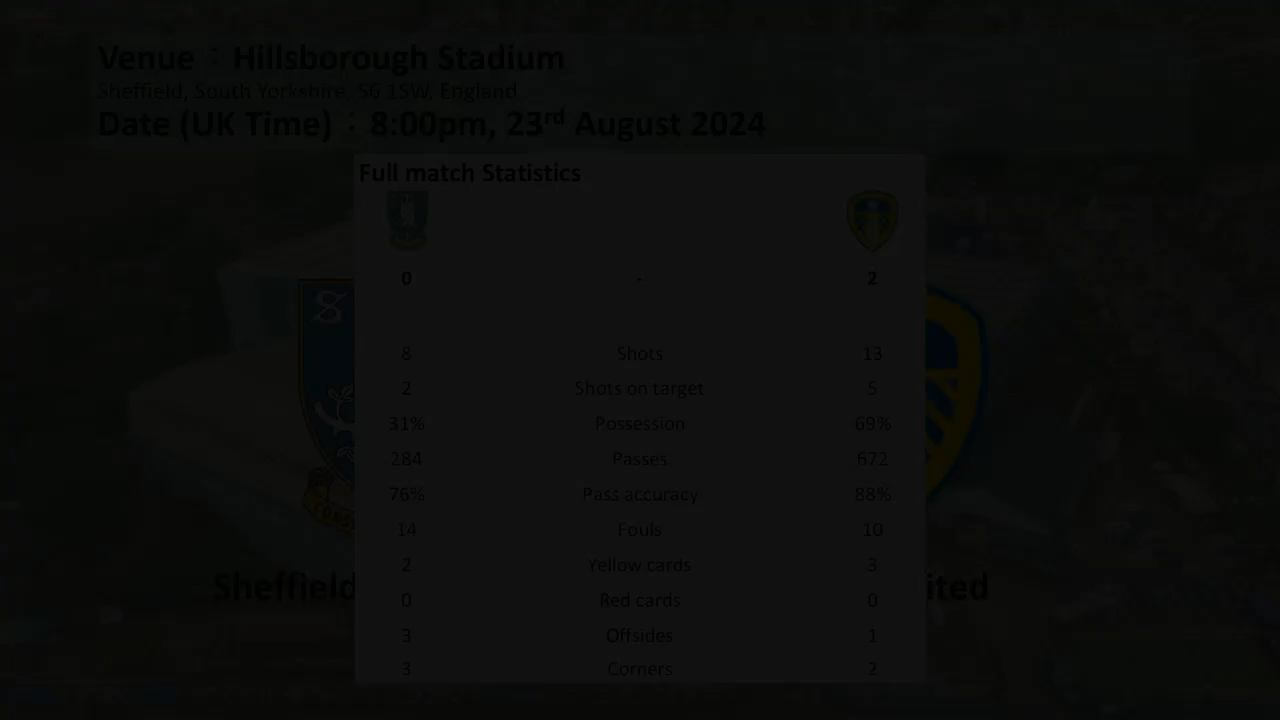 Venue : Hillsborough Stadium
Sheffield, South Yorkshire, S6 1SW, England
Date (UK Time) : 8:00pm, 23rd August 2024
Full match Statistics
0 - 2
8 Shots 13
2 Shots on target 5
31% Possession 69%
284 Passes 672
76% Pass accuracy 88%
14 Fouls 10
2 Yellow cards 3
0 Red cards 0
3 Offsides 1
3 Corners 2
Sheffield ited